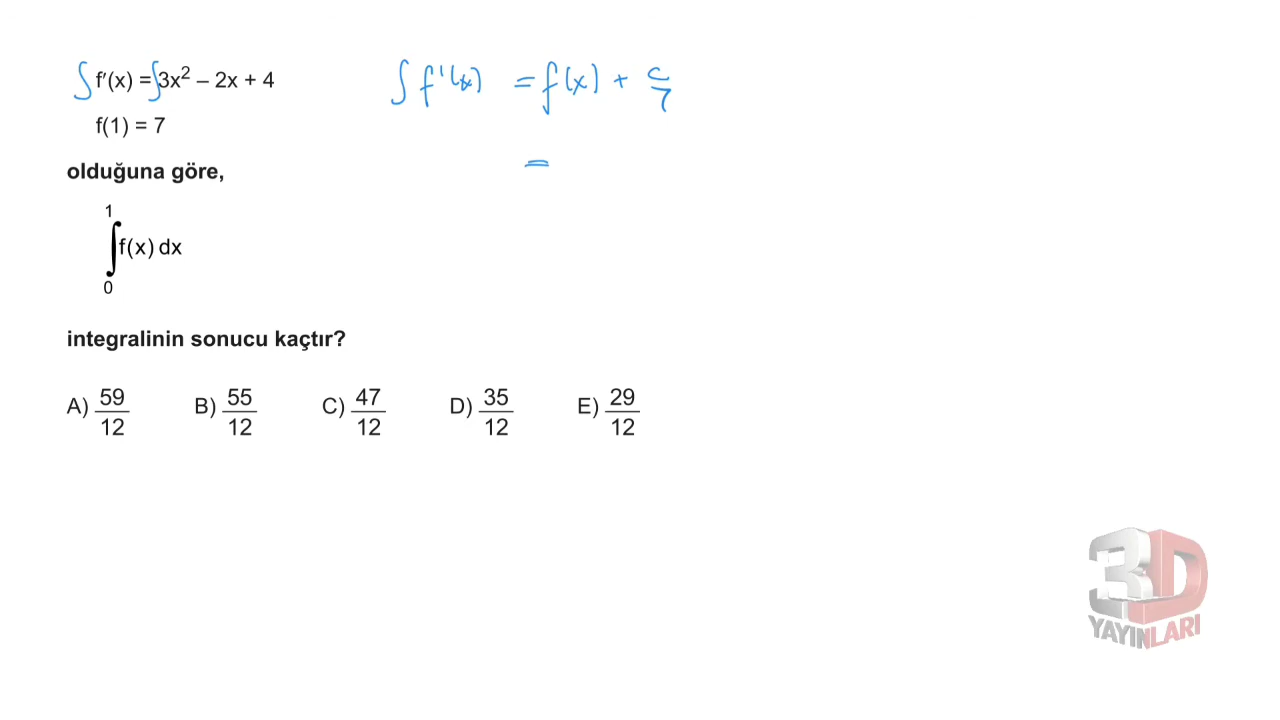 ∫ f'(x) = ∫ 3x² – 2x + 4
f(1) = 7
olduğuna göre,
1
∫ f(x) dx
0
integralinin sonucu kaçtır?
A) 59/12 B) 55/12 C) 47/12 D) 35/12 E) 29/12
∫ f'(x) = f(x) + c
=
3D
YAYINLARI